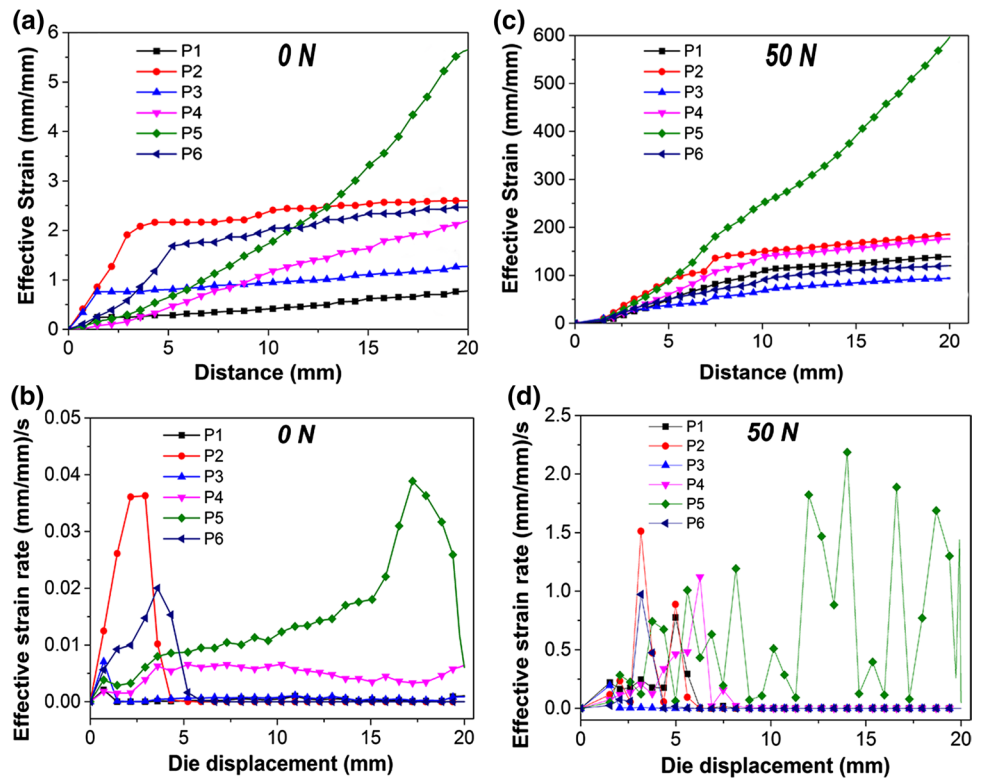 (a)
0 N
P1
P2
P3
P4
P5
P6
Effective Strain (mm/mm)
6
5
4
3
2
1
0
0 5 10 15 20
Distance (mm)
(c)
50 N
P1
P2
P3
P4
P5
P6
Effective Strain (mm/mm)
600
500
400
300
200
100
0
0 5 10 15 20
Distance (mm)
(b)
0 N
P1
P2
P3
P4
P5
P6
Effective strain rate (mm/mm)/s
0.05
0.04
0.03
0.02
0.01
0.00
0 5 10 15 20
Die displacement (mm)
(d)
50 N
P1
P2
P3
P4
P5
P6
Effective strain rate (mm/mm)/s
2.5
2.0
1.5
1.0
0.5
0.0
0 5 10 15 20
Die displacement (mm)